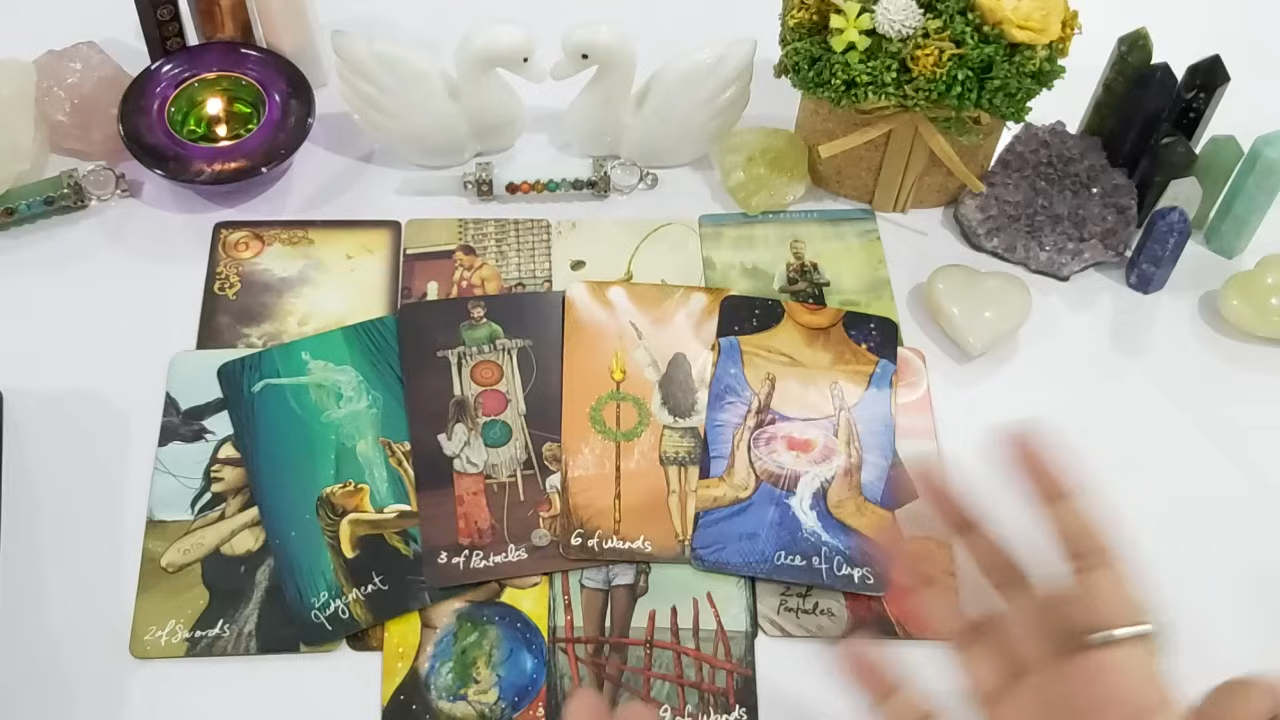 6
PEOPLE
3 of Pentacles
6 of Wands
ace of Cups
20
Judgement
2 of Swords
2 of
Pentacles
9 of Wands